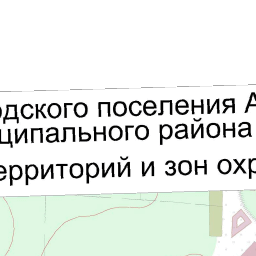 одского поселения А
ципального района
ерриторий и зон охр